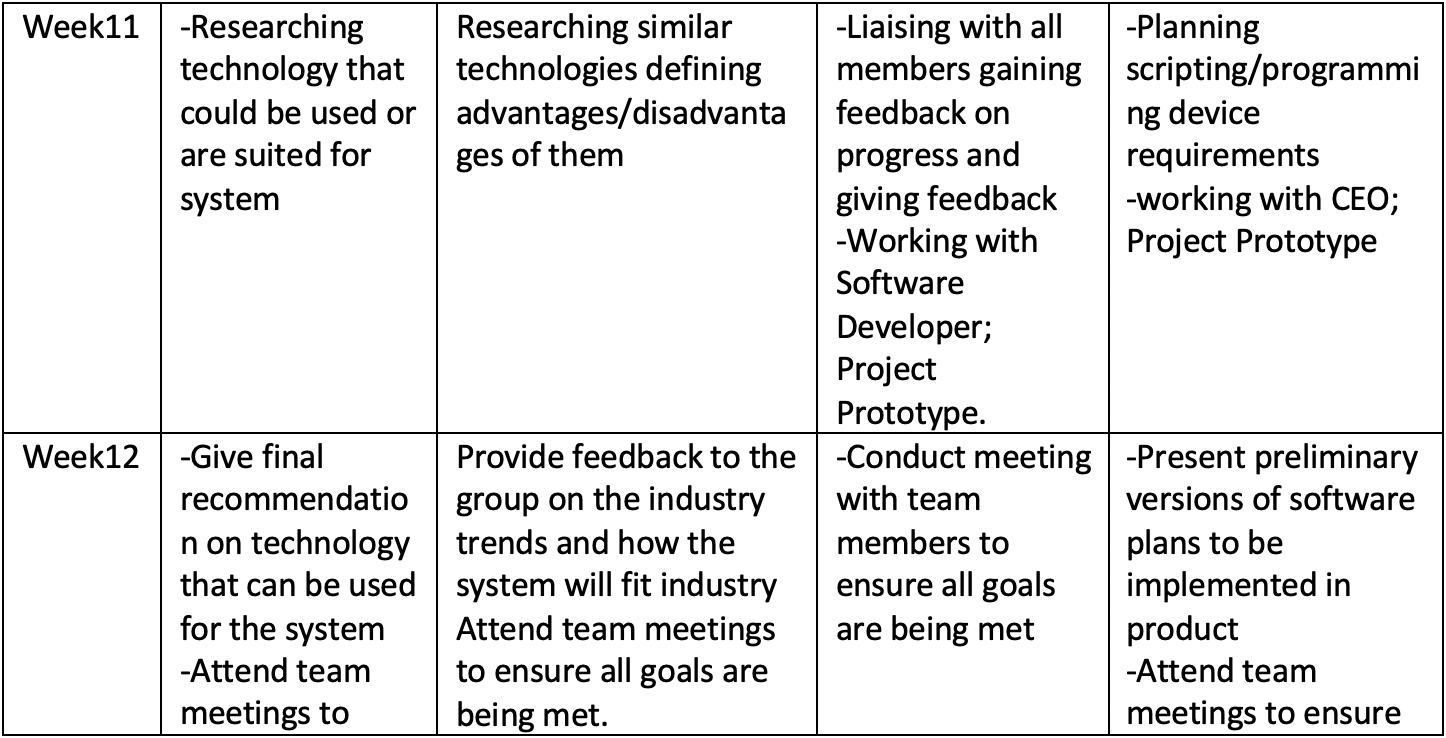 Week11
-Researching
technology that
could be used or
are suited for
system
Researching similar
technologies defining
advantages/disadvanta
ges of them
-Liaising with all
members gaining
feedback on
progress and
giving feedback
-Working with
Software
Developer;
Project
Prototype.
-Planning
scripting/programmi
ng device
requirements
-working with CEO;
Project Prototype
Week12
-Give final
recommendatio
n on technology
that can be used
for the system
-Attend team
meetings to
Provide feedback to the
group on the industry
trends and how the
system will fit industry
Attend team meetings
to ensure all goals are
being met.
-Conduct meeting
with team
members to
ensure all goals
are being met
-Present preliminary
versions of software
plans to be
implemented in
product
-Attend team
meetings to ensure